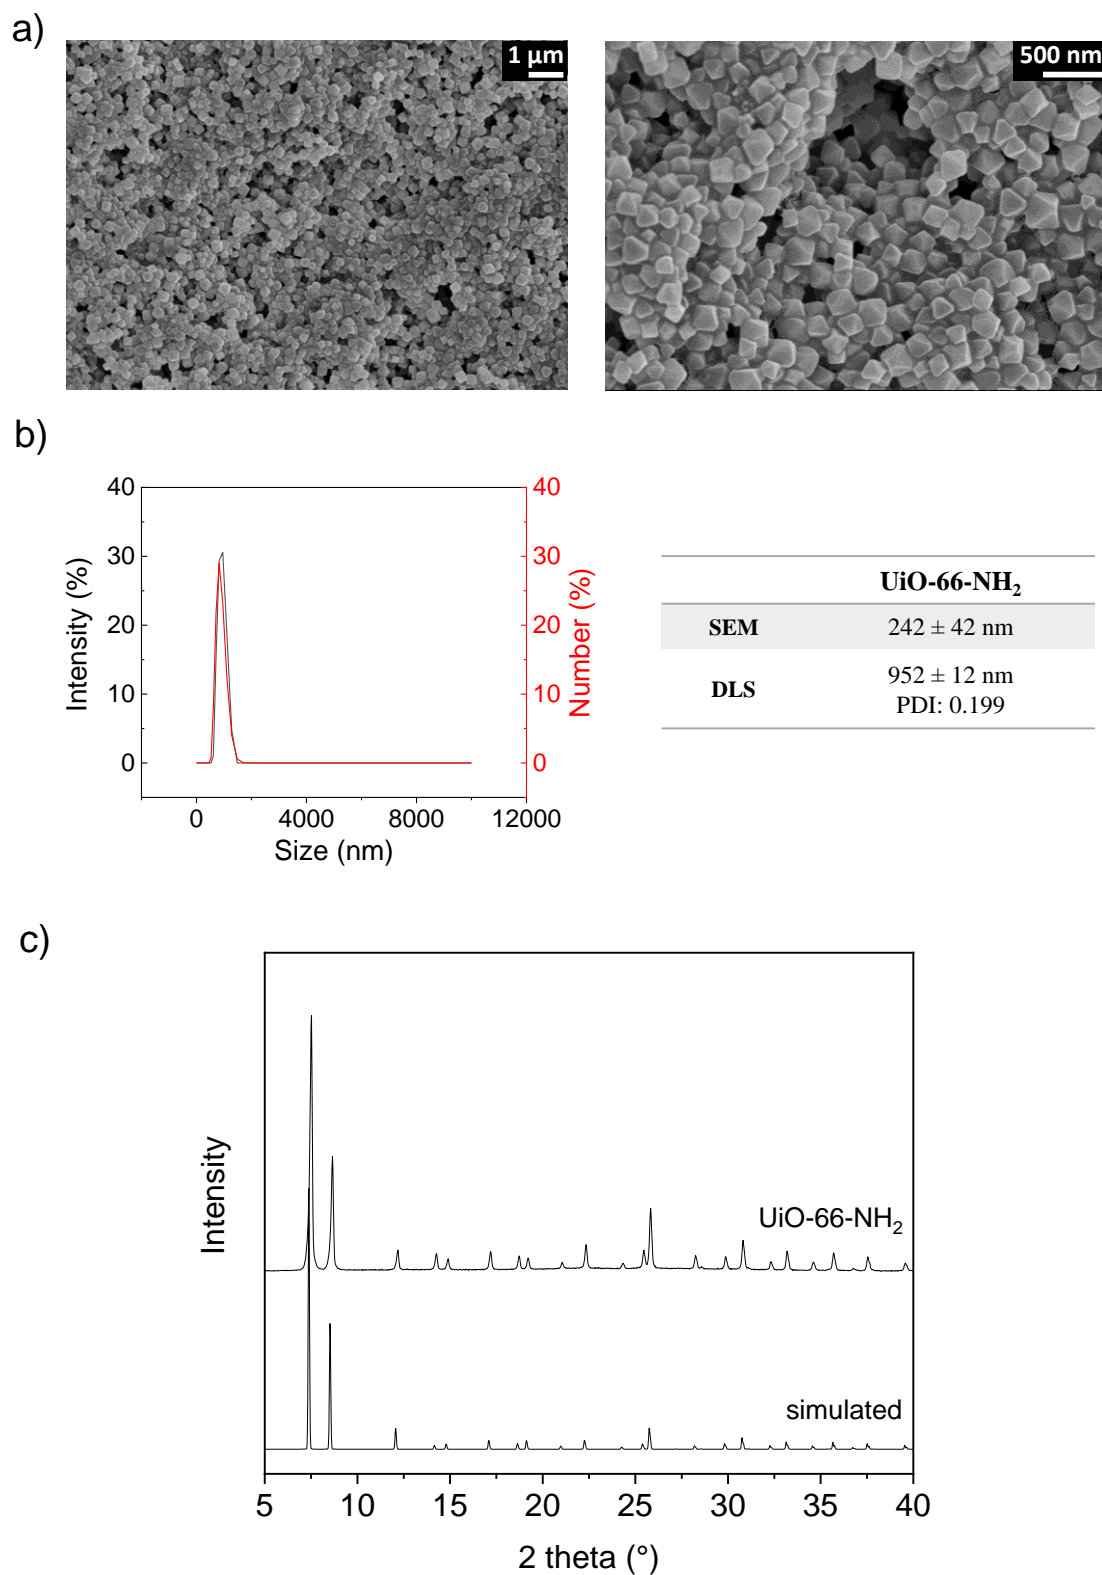 a)
1 µm
500 nm
b)
40
30
20
10
0
Intensity (%)
40
30
20
10
0
Number (%)
0
4000
8000
12000
Size (nm)
UiO-66-NH₂
SEM
242 ± 42 nm
DLS
952 ± 12 nm
PDI: 0.199
c)
Intensity
UiO-66-NH₂
simulated
5
10
15
20
25
30
35
40
2 theta (°)